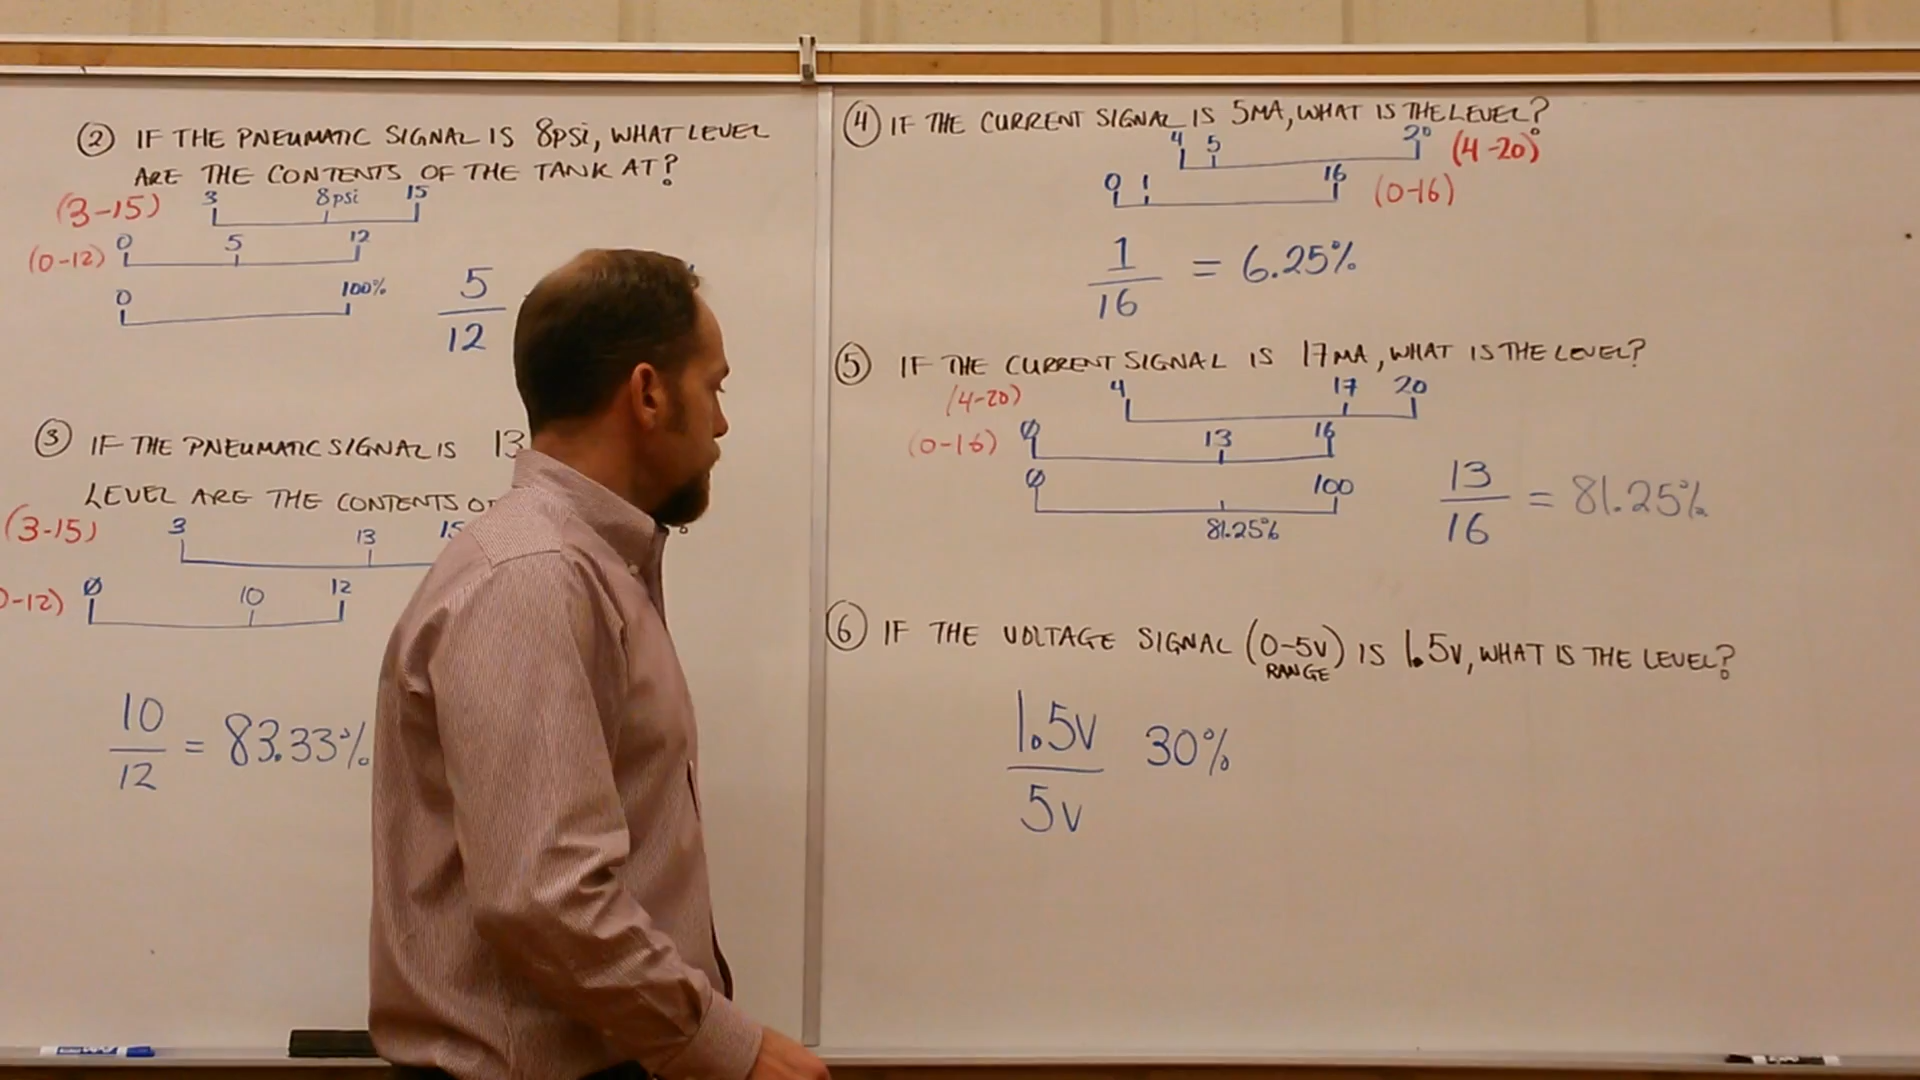 ② IF THE PNEUMATIC SIGNAL IS 8PSi, WHAT LEVEL
ARE THE CONTENTS OF THE TANK AT?
(3-15) 3 8psi 15
(0-12) 0 5 12
0 100%
5
12
③ IF THE PNEUMATIC SIGNAL IS 13
LEVEL ARE THE CONTENTS OF
(3-15) 3 13 15
0-12) Ø 10 12
10
12
= 83.33%
④ IF THE CURRENT SIGNAL IS 5MA, WHAT IS THE LEVEL?
4 5 20 (4-20)
0 1 16 (0-16)
1
16
= 6.25%
⑤ IF THE CURRENT SIGNAL IS 17MA, WHAT IS THE LEVEL?
(4-20) 4 17 20
(0-16) Ø 13 16
Ø 100
81.25%
13
16
= 81.25%
⑥ IF THE VOLTAGE SIGNAL (0-5V) IS 1.5V, WHAT IS THE LEVEL?
RANGE
1.5V
5V
30%